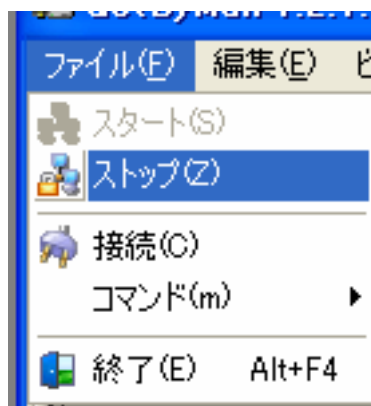 ファイル(F) 編集(E)
スタート(S)
ストップ(Z)
接続(C)
コマンド(m)
終了(E) Alt+F4